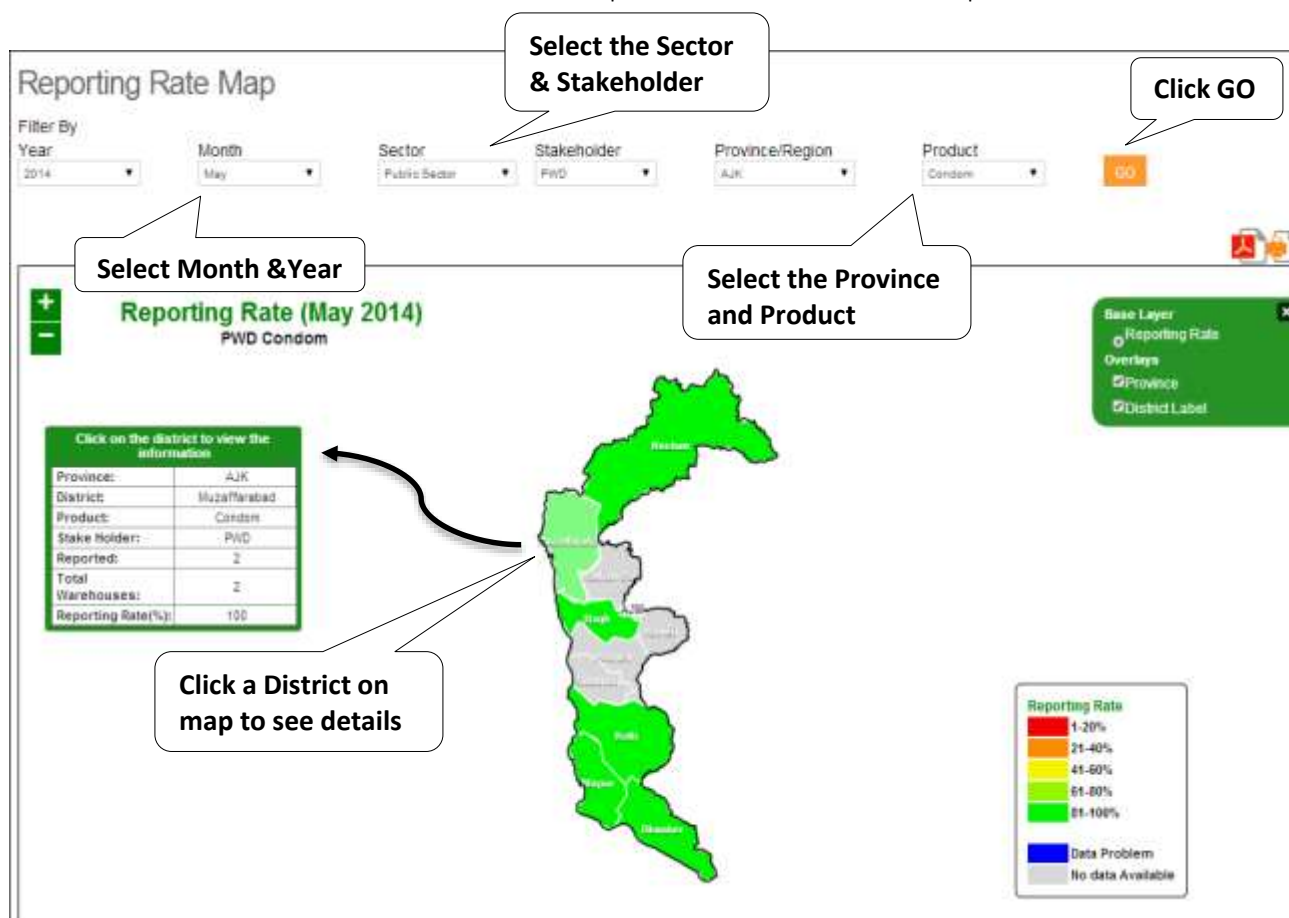 Select the Sector
& Stakeholder
Click GO
Reporting Rate Map
Filter By
Year Month Sector Stakeholder Province/Region Product
2014 May Public Sector PWD AJK Condom GO
Select Month &Year
Select the Province
and Product
+
−
Reporting Rate (May 2014)
PWD Condom
Base Layer
Reporting Rate
Overlays
Province
District Label
Click on the district to view the
information
Province: AJK
District: Muzaffarabad
Product: Condom
Stake Holder: PWD
Reported: 2
Total
Warehouses: 2
Reporting Rate(%): 100
Neelum
Bagh
Kotli
Bhimber
Click a District on
map to see details
Reporting Rate
1-20%
21-40%
41-60%
61-80%
81-100%
Data Problem
No data Available